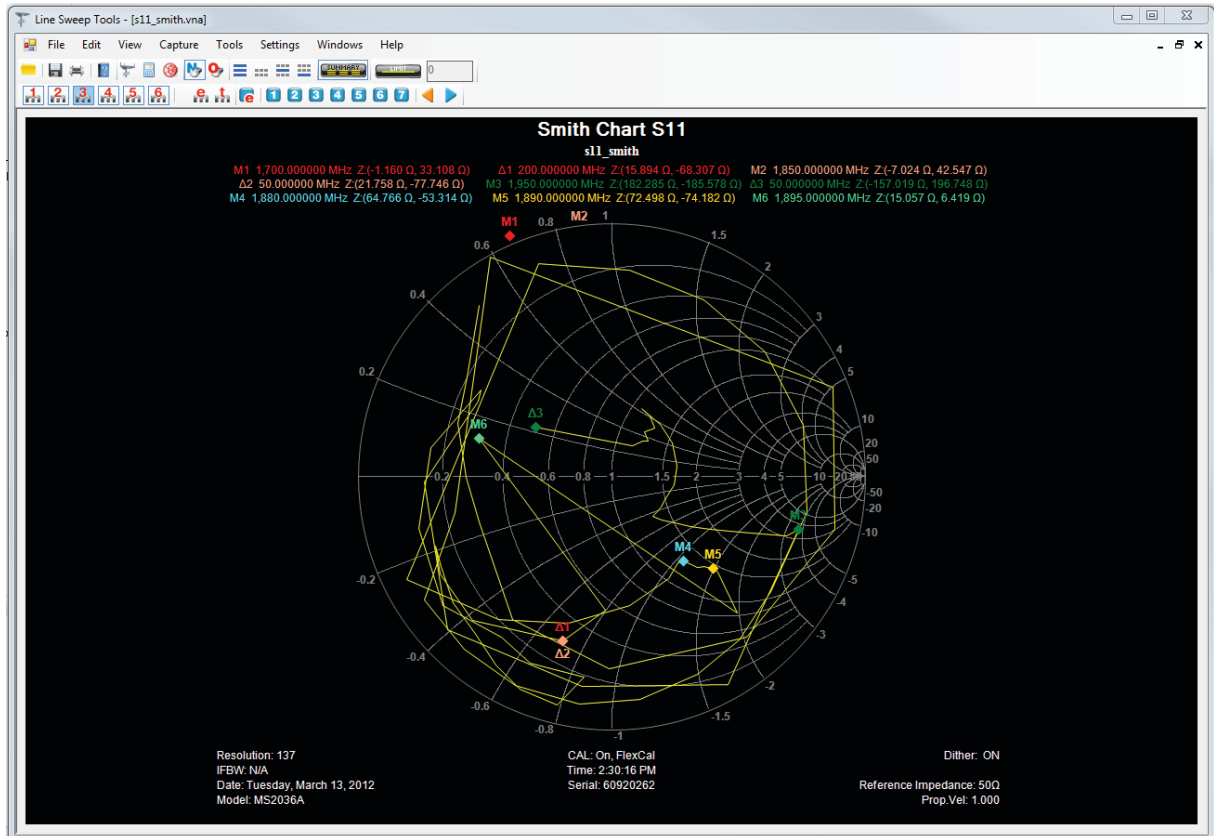 Line Sweep Tools - [s11_smith.vna]
File Edit View Capture Tools Settings Windows Help
SUMMARY LIMIT 0
1 2 3 4 5 6 e t e 1 2 3 4 5 6 7
Smith Chart S11
s11_smith
M1 1,700.000000 MHz Z:(-1.160 Ω, 33.108 Ω) Δ1 200.000000 MHz Z:(15.894 Ω, -68.307 Ω) M2 1,850.000000 MHz Z:(-7.024 Ω, 42.547 Ω)
Δ2 50.000000 MHz Z:(21.758 Ω, -77.746 Ω) M3 1,950.000000 MHz Z:(182.285 Ω, -185.578 Ω) Δ3 50.000000 MHz Z:(-157.019 Ω, 196.748 Ω)
M4 1,880.000000 MHz Z:(64.766 Ω, -53.314 Ω) M5 1,890.000000 MHz Z:(72.498 Ω, -74.182 Ω) M6 1,895.000000 MHz Z:(15.057 Ω, 6.419 Ω)
M1 0.8 M2 1
0.6 1.5
2
0.4
3
4
0.2 5
Δ3 10
M6 20
50
0.2 0.4 0.6 0.8 1 1.5 2 3 4 5 10 20
-50
-20
M3 -10
M4 M5
-0.2 -5
-4
Δ1 -3
Δ2
-0.4
-2
-0.6 -1.5
-0.8 -1
Resolution: 137 CAL: On, FlexCal Dither: ON
IFBW: N/A Time: 2:30:16 PM
Date: Tuesday, March 13, 2012 Serial: 60920262 Reference Impedance: 50Ω
Model: MS2036A Prop.Vel: 1.000